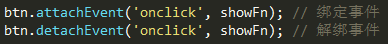 btn.attachEvent('onclick', showFn); // 绑定事件
btn.detachEvent('onclick', showFn); // 解绑事件